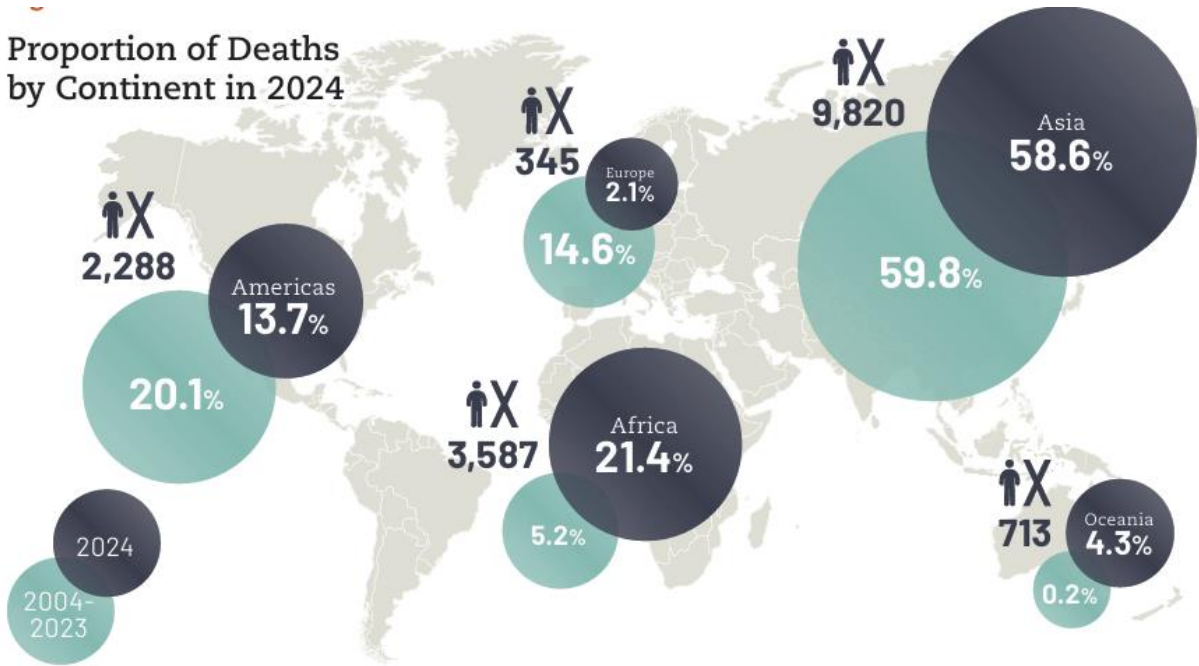 Proportion of Deaths
by Continent in 2024
X
9,820
Asia
58.6%
59.8%
X
345
Europe
2.1%
14.6%
X
2,288
Americas
13.7%
20.1%
X
3,587
Africa
21.4%
5.2%
X
713
Oceania
4.3%
0.2%
2024
2004-
2023